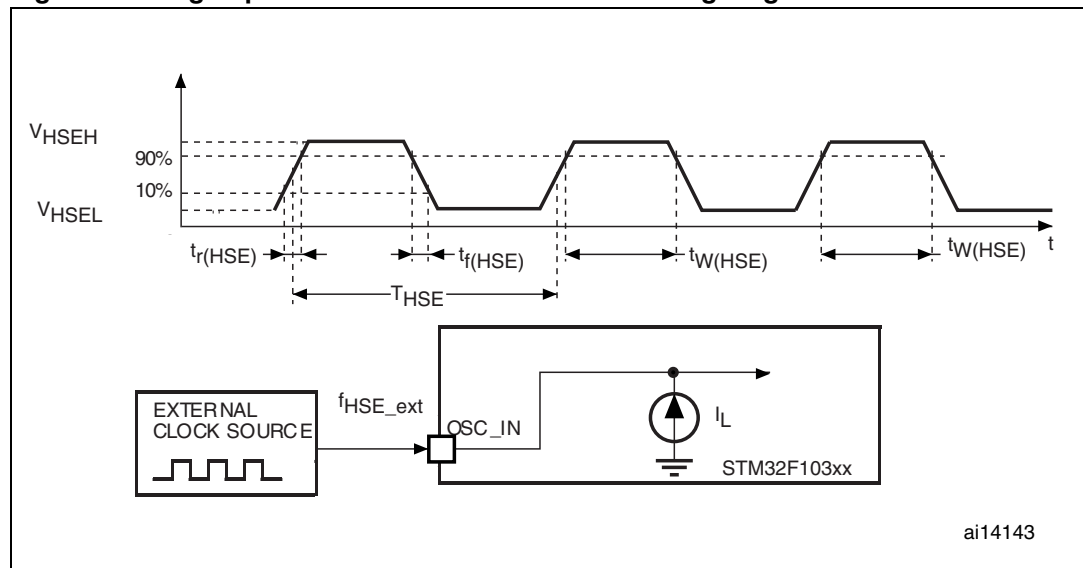 VHSEH
90%
10%
VHSEL
tr(HSE)
tf(HSE)
tW(HSE)
tW(HSE)
t
THSE
EXTERNAL
CLOCK SOURCE
fHSE_ext
OSC_IN
IL
STM32F103xx
ai14143